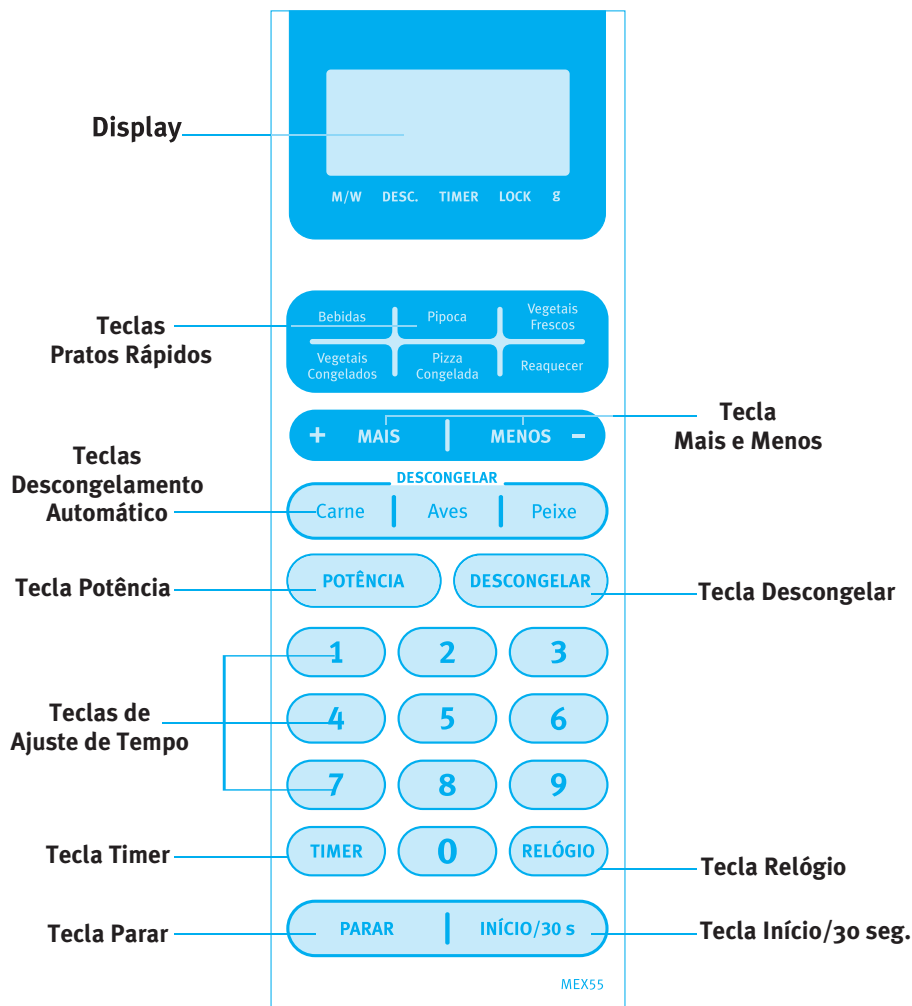 Display
M/W DESC. TIMER LOCK g
Teclas
Pratos Rápidos
Bebidas Pipoca Vegetais
Frescos
Vegetais
Congelados Pizza
Congelada Reaquecer
+ MAIS MENOS -
Tecla
Mais e Menos
Teclas
Descongelamento
Automático
DESCONGELAR
Carne Aves Peixe
Tecla Potência
POTÊNCIA DESCONGELAR
Tecla Descongelar
1 2 3
Teclas de
Ajuste de Tempo
4 5 6
7 8 9
Tecla Timer
TIMER 0 RELÓGIO
Tecla Relógio
Tecla Parar
PARAR INÍCIO/30 s
Tecla Início/30 seg.
MEX55